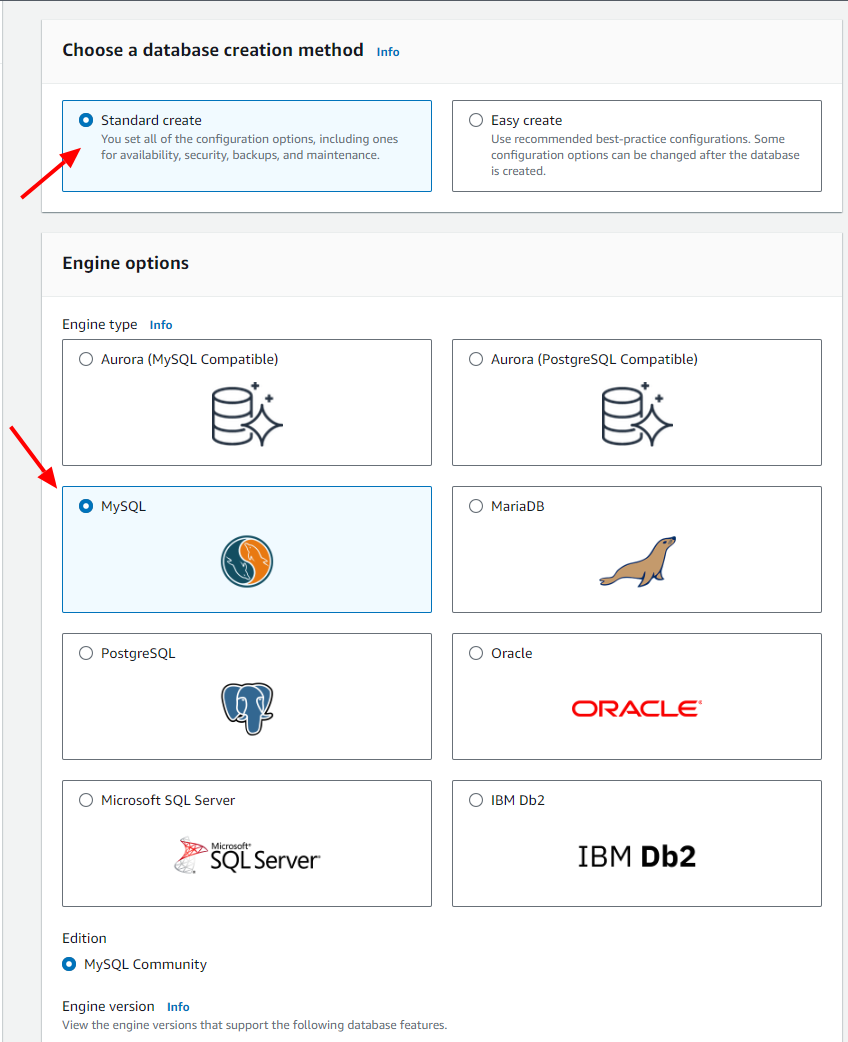 Choose a database creation method Info
Standard create
You set all of the configuration options, including ones
for availability, security, backups, and maintenance.
Easy create
Use recommended best-practice configurations. Some
configuration options can be changed after the database
is created.
Engine options
Engine type Info
Aurora (MySQL Compatible)
Aurora (PostgreSQL Compatible)
MySQL
MariaDB
PostgreSQL
Oracle
ORACLE
Microsoft SQL Server
Microsoft®
SQL Server®
IBM Db2
IBM Db2
Edition
MySQL Community
Engine version Info
View the engine versions that support the following database features.